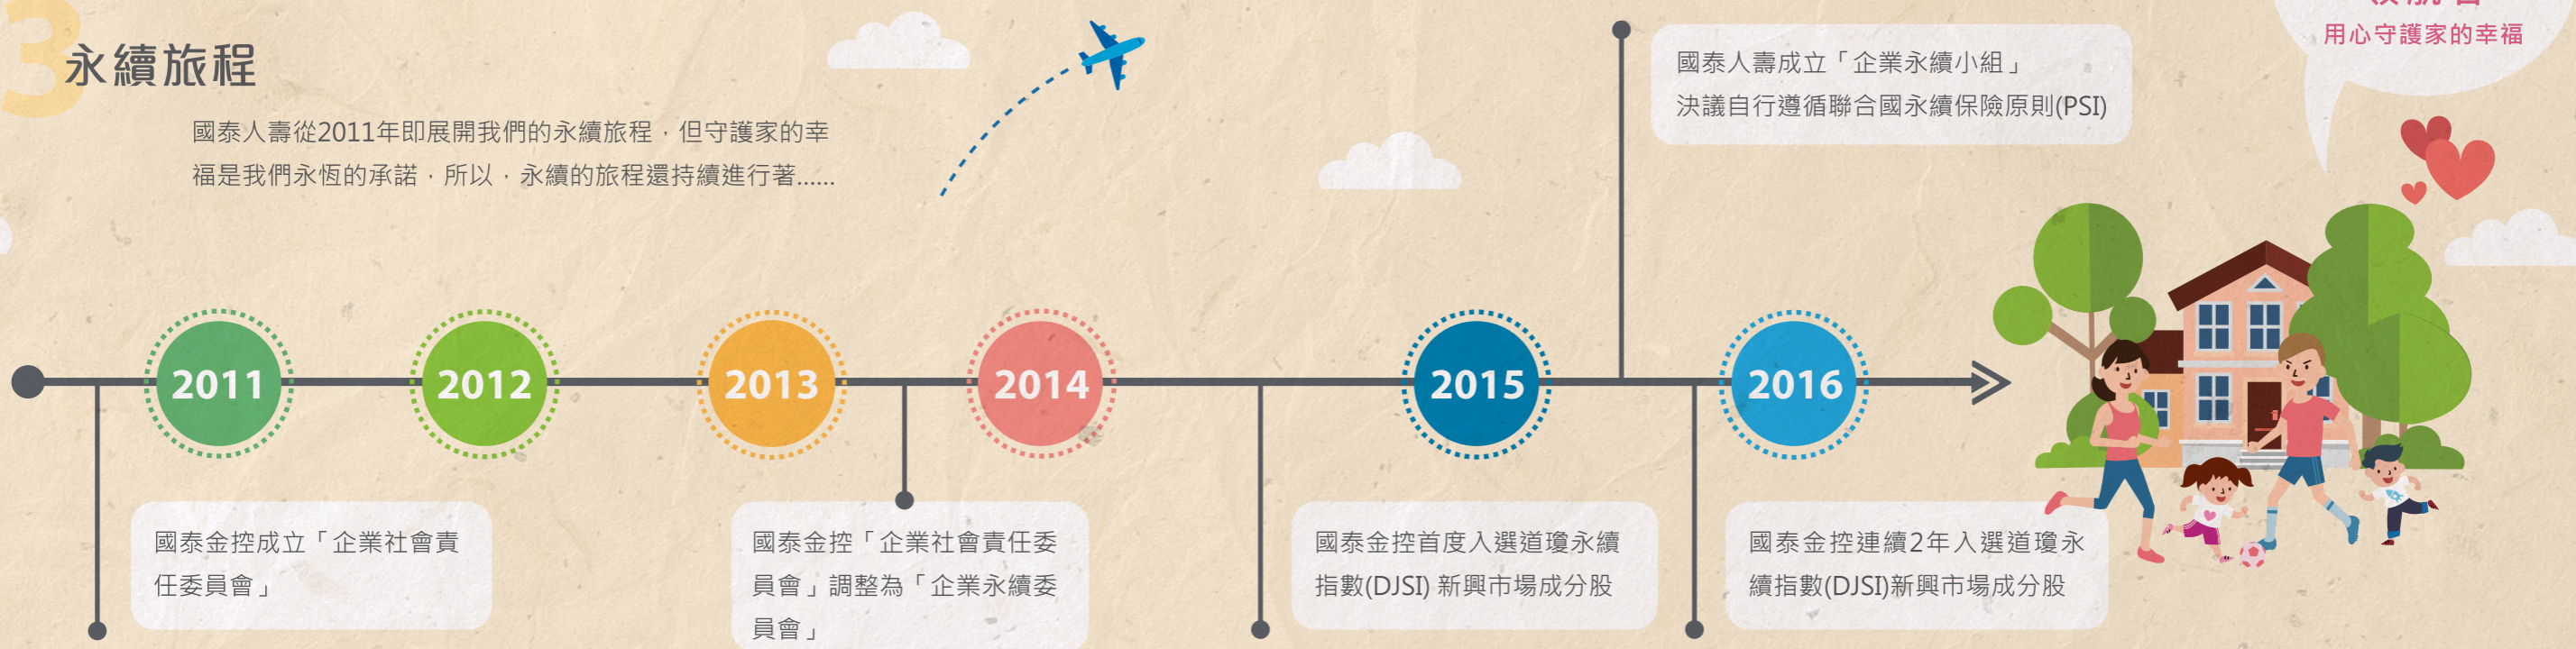 3
永續旅程
國泰人壽從2011年即展開我們的永續旅程，但守護家的幸
福是我們永恆的承諾，所以，永續的旅程還持續進行著......
用心守護家的幸福
國泰人壽成立「企業永續小組」
決議自行遵循聯合國永續保險原則(PSI)
2011
2012
2013
2014
2015
2016
國泰金控成立「企業社會責
任委員會」
國泰金控「企業社會責任委
員會」調整為「企業永續委
員會」
國泰金控首度入選道瓊永續
指數(DJSI) 新興市場成分股
國泰金控連續2年入選道瓊永
續指數(DJSI)新興市場成分股